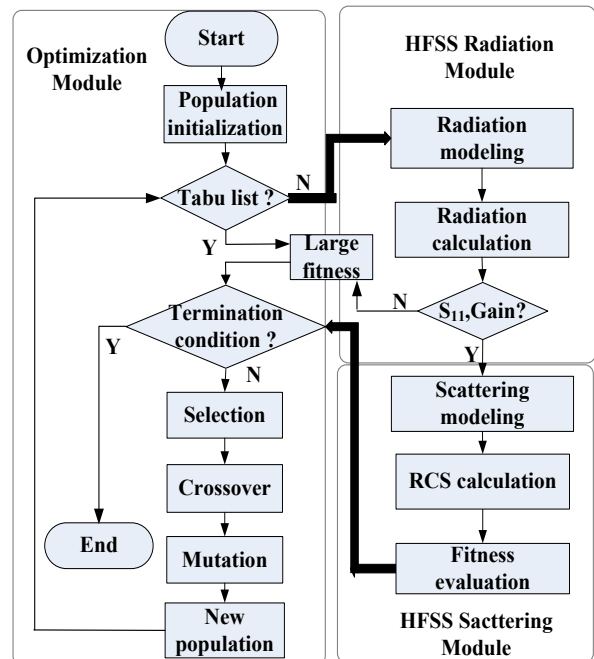 Optimization
Module
Start
Population
initialization
Tabu list ?
N
Y
Large
fitness
Termination
condition ?
Y
N
Selection
Crossover
Mutation
New
population
End
HFSS Radiation
Module
Radiation
modeling
Radiation
calculation
S₁₁,Gain?
N
Y
Scattering
modeling
RCS calculation
Fitness
evaluation
HFSS Sacttering
Module